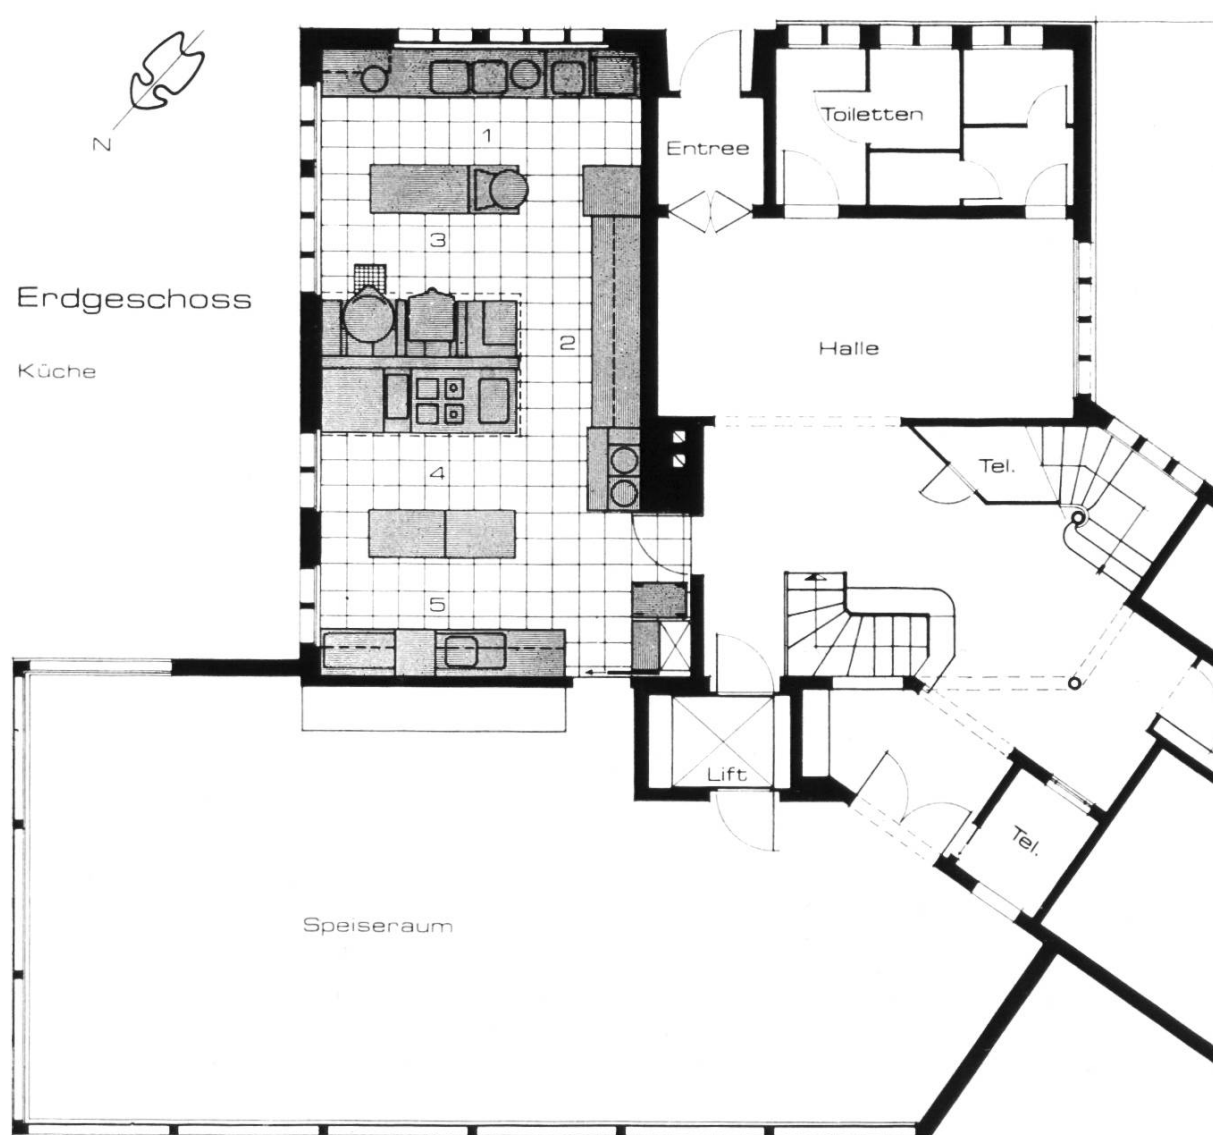 N
Erdgeschoss
Küche
1
2
3
4
5
Entree
Toiletten
Halle
Tel.
Lift
Tel.
Speiseraum